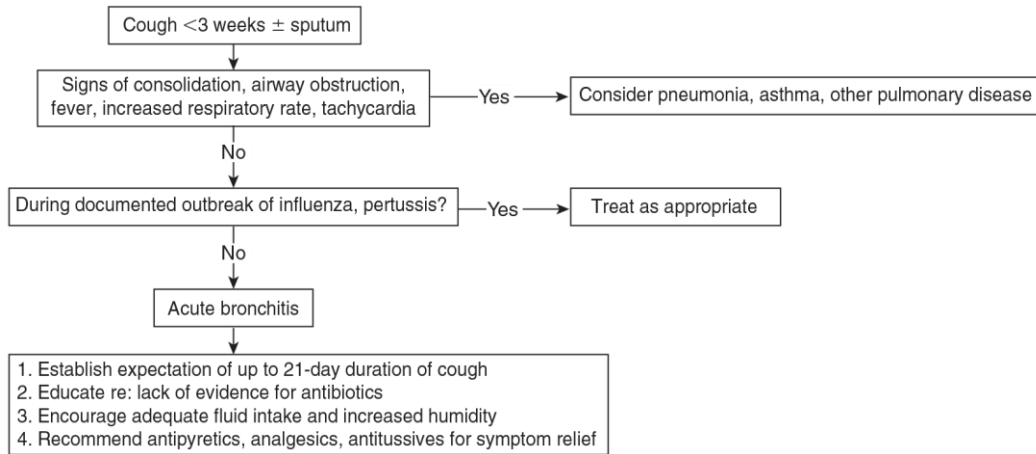 Cough <3 weeks ± sputum
Signs of consolidation, airway obstruction,
fever, increased respiratory rate, tachycardia
Yes
Consider pneumonia, asthma, other pulmonary disease
No
During documented outbreak of influenza, pertussis?
Yes
Treat as appropriate
No
Acute bronchitis
1. Establish expectation of up to 21-day duration of cough
2. Educate re: lack of evidence for antibiotics
3. Encourage adequate fluid intake and increased humidity
4. Recommend antipyretics, analgesics, antitussives for symptom relief